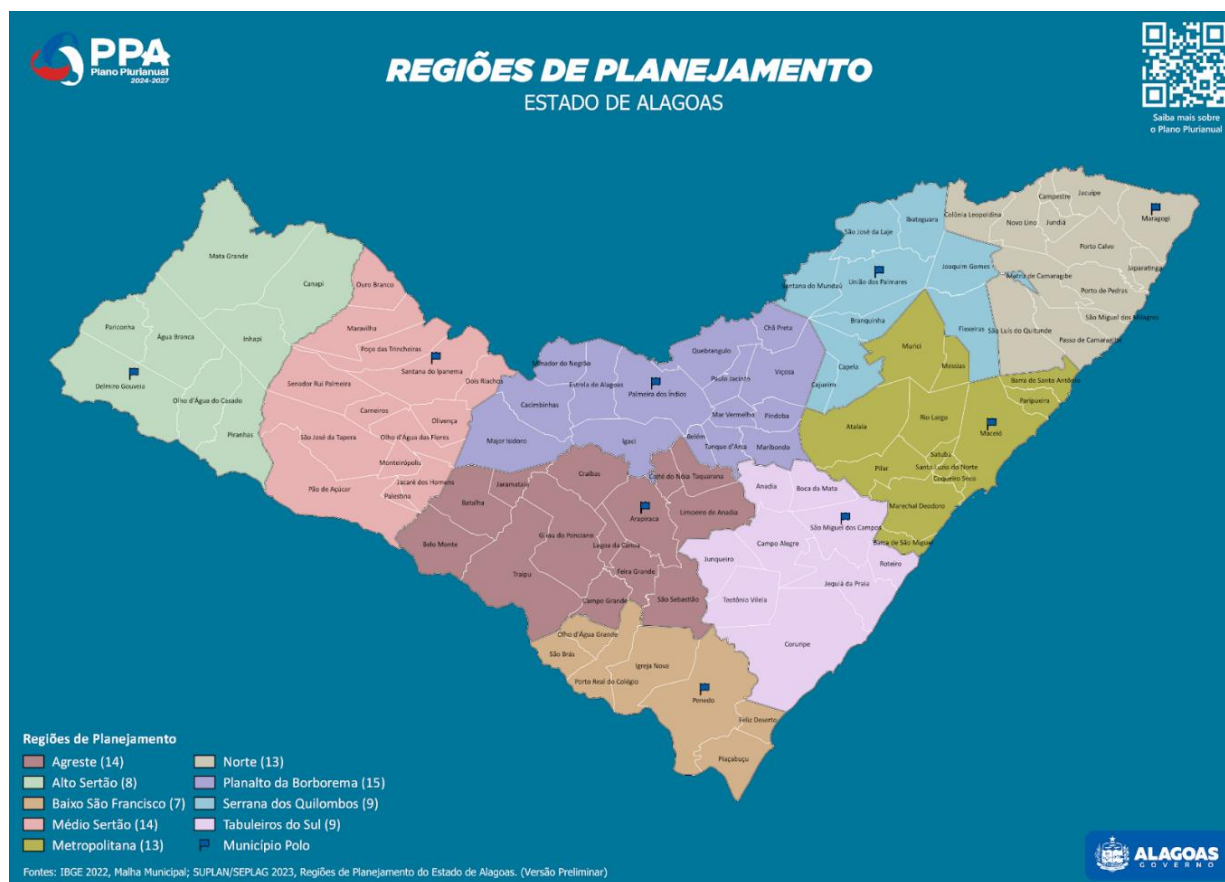 PPA
Plano Plurianual
2024-2027
REGIÕES DE PLANEJAMENTO
ESTADO DE ALAGOAS
Saiba mais sobre
o Plano Plurianual
Mata Grande
Canapi
Pariconha
Água Branca
Inhapi
Delmiro Gouveia
Olho d'Água do Casado
Piranhas
Ouro Branco
Maravilha
Poço das Trincheiras
Santana do Ipanema
Senador Rui Palmeira
Dois Riachos
Carneiros
Olivença
São José da Tapera
Olho d'Água das Flores
Monteirópolis
Pão de Açúcar
Jacaré dos Homens
Palestina
Minador do Negrão
Estrela de Alagoas
Palmeira dos Índios
Cacimbinhas
Major Isidoro
Igaci
Chã Preta
Quebrangulo
Paulo Jacinto
Viçosa
Mar Vermelho
Pindoba
Belém
Tanque d'Arca
Maribondo
Jaramataia
Craíbas
Coité do Nóia
Taquarana
Batalha
Arapiraca
Limoeiro de Anadia
Belo Monte
Girau do Ponciano
Lagoa da Canoa
Traipu
Feira Grande
Campo Grande
São Sebastião
Olho d'Água Grande
São Brás
Igreja Nova
Porto Real do Colégio
Penedo
Feliz Deserto
Piaçabuçu
Anadia
Boca da Mata
São Miguel dos Campos
Junqueiro
Campo Alegre
Roteiro
Teotônio Vilela
Jequiá da Praia
Coruripe
Ibateguara
São José da Laje
Joaquim Gomes
Santana do Mundaú
União dos Palmares
Branquinha
Flexeiras
Capela
Cajueiro
Murici
Messias
Barra de Santo Antônio
Paripueira
Atalaia
Rio Largo
Maceió
Satuba
Pilar
Santa Luzia do Norte
Coqueiro Seco
Marechal Deodoro
Barra de São Miguel
Colônia Leopoldina
Novo Lino
Campestre
Jundiá
Jacuípe
Maragogi
Porto Calvo
Japaratinga
Matriz de Camaragibe
Porto de Pedras
São Miguel dos Milagres
São Luís do Quitunde
Passo de Camaragibe
Regiões de Planejamento
Agreste (14)
Alto Sertão (8)
Baixo São Francisco (7)
Médio Sertão (14)
Metropolitana (13)
Norte (13)
Planalto da Borborema (15)
Serrana dos Quilombos (9)
Tabuleiros do Sul (9)
Município Polo
Fontes: IBGE 2022, Malha Municipal; SUPLAN/SEPLAG 2023, Regiões de Planejamento do Estado de Alagoas. (Versão Preliminar)
ALAGOAS
GOVERNO